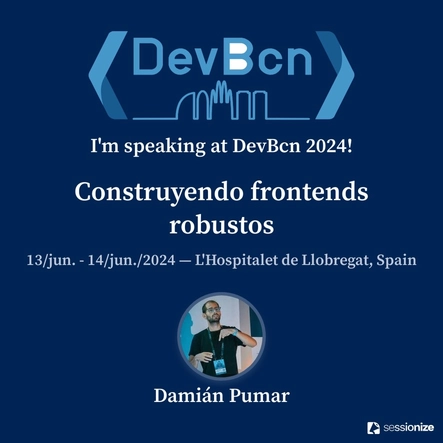 DevBcn
I'm speaking at DevBcn 2024!
Construyendo frontends
robustos
13/jun. - 14/jun./2024 — L'Hospitalet de Llobregat, Spain
Damián Pumar
sessionize